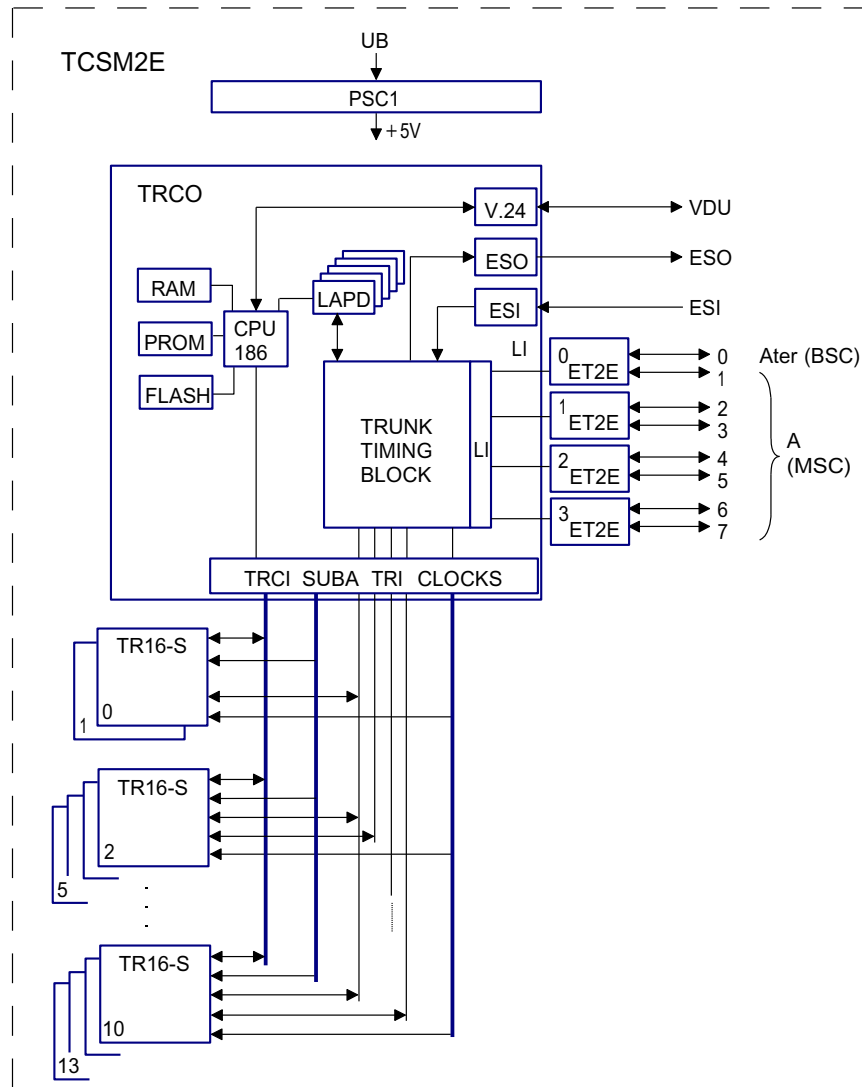 TCSM2E
UB
PSC1
+5V
TRCO
V.24
VDU
ESO
ESO
RAM
LAPD
ESI
ESI
CPU
186
PROM
FLASH
LI
0
ET2E
0
1
Ater (BSC)
1
ET2E
2
3
A
(MSC)
TRUNK
TIMING
BLOCK
LI
2
ET2E
4
5
3
ET2E
6
7
TRCI SUBA TRI CLOCKS
TR16-S
0
1
TR16-S
2
5
TR16-S
10
13